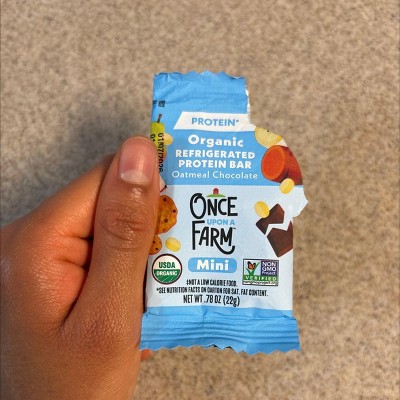 PROTEIN*
Organic
REFRIGERATED
PROTEIN BAR
Oatmeal Chocolate
ONCE
UPON A
FARM
Mini
USDA
ORGANIC
NON
GMO
Project
VERIFIED
‡NOT A LOW CALORIE FOOD.
*SEE NUTRITION FACTS ON CARTON FOR SAT. FAT CONTENT.
NET WT .78 OZ (22g)